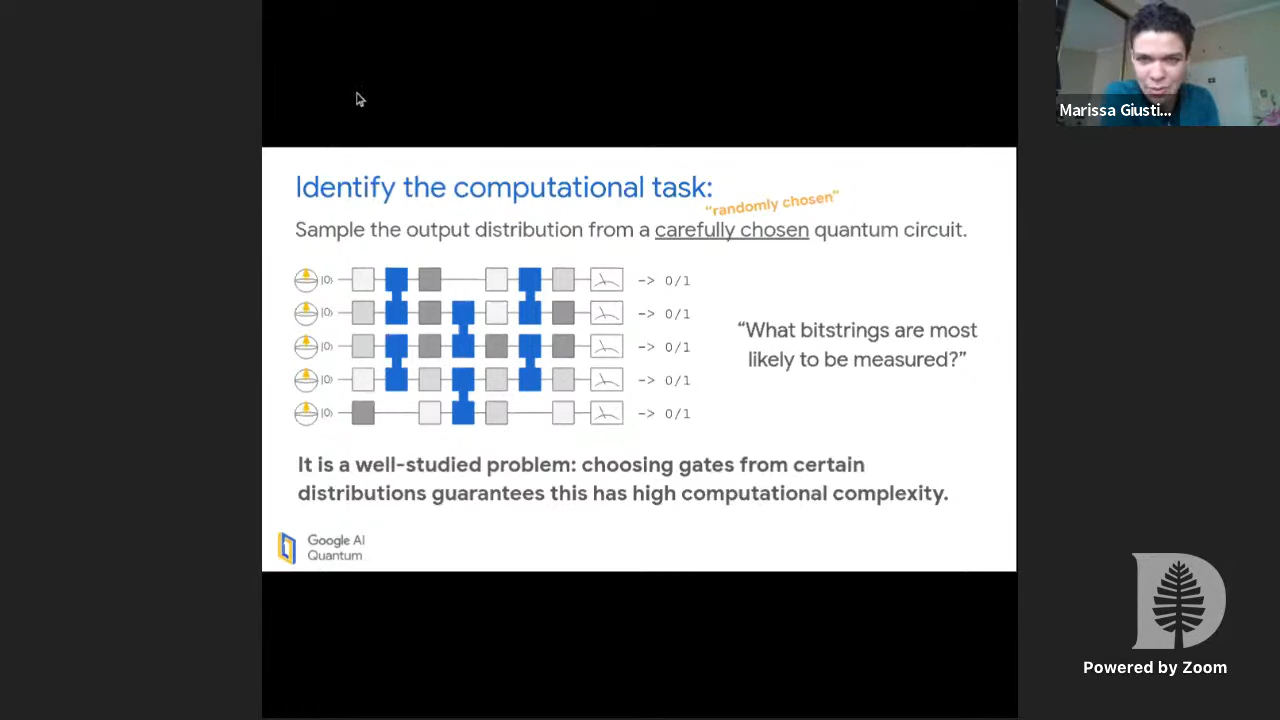 Marissa Giusti...
Identify the computational task:
"randomly chosen"
Sample the output distribution from a carefully chosen quantum circuit.
|0⟩ -> 0/1
|0⟩ -> 0/1
|0⟩ -> 0/1
|0⟩ -> 0/1
|0⟩ -> 0/1
“What bitstrings are most
likely to be measured?”
It is a well-studied problem: choosing gates from certain
distributions guarantees this has high computational complexity.
Google AI
Quantum
D
Powered by Zoom